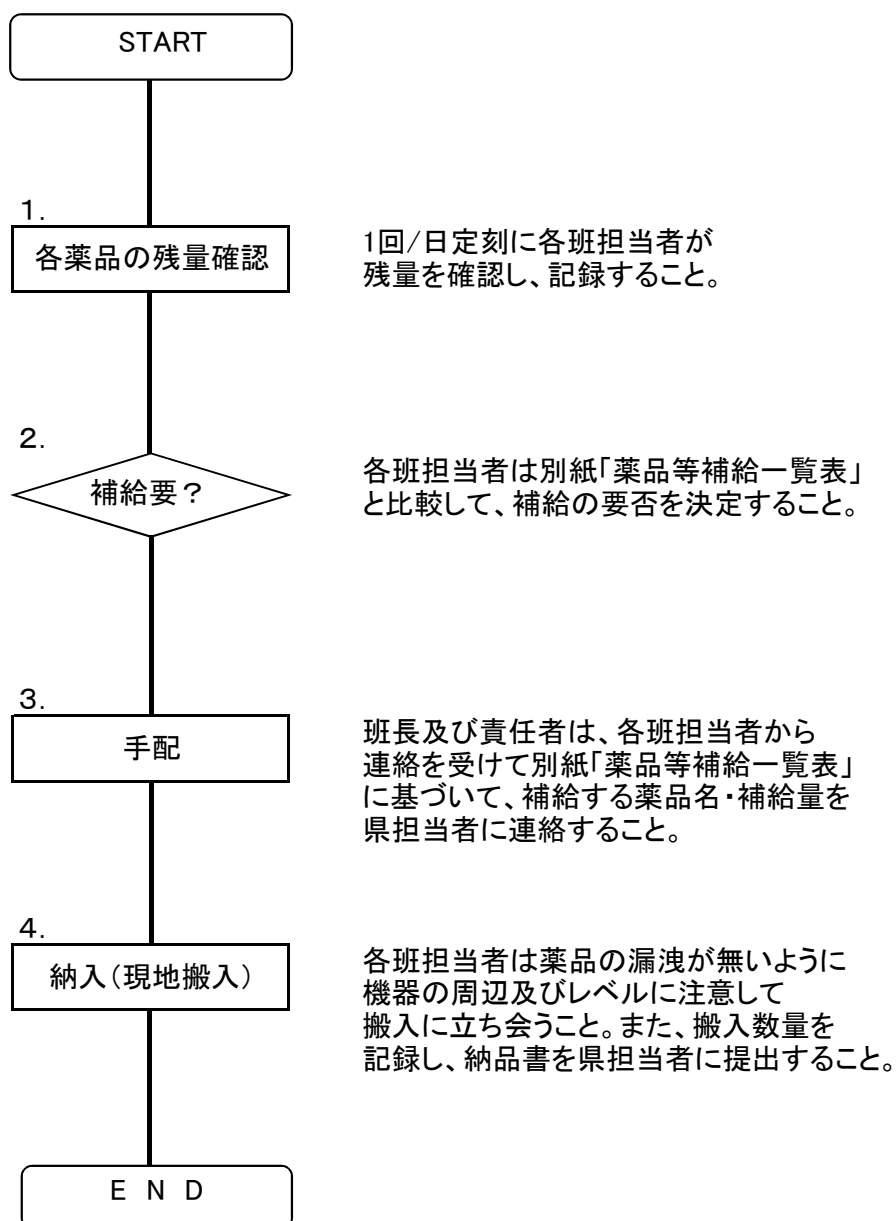 START
1.
各薬品の残量確認
1回/日定刻に各班担当者が
残量を確認し、記録すること。
2.
補給要？
各班担当者は別紙「薬品等補給一覧表」
と比較して、補給の要否を決定すること。
3.
手配
班長及び責任者は、各班担当者から
連絡を受けて別紙「薬品等補給一覧表」
に基づいて、補給する薬品名・補給量を
県担当者に連絡すること。
4.
納入（現地搬入）
各班担当者は薬品の漏洩が無いように
機器の周辺及びレベルに注意して
搬入に立ち会うこと。また、搬入数量を
記録し、納品書を県担当者に提出すること。
ＥＮＤ